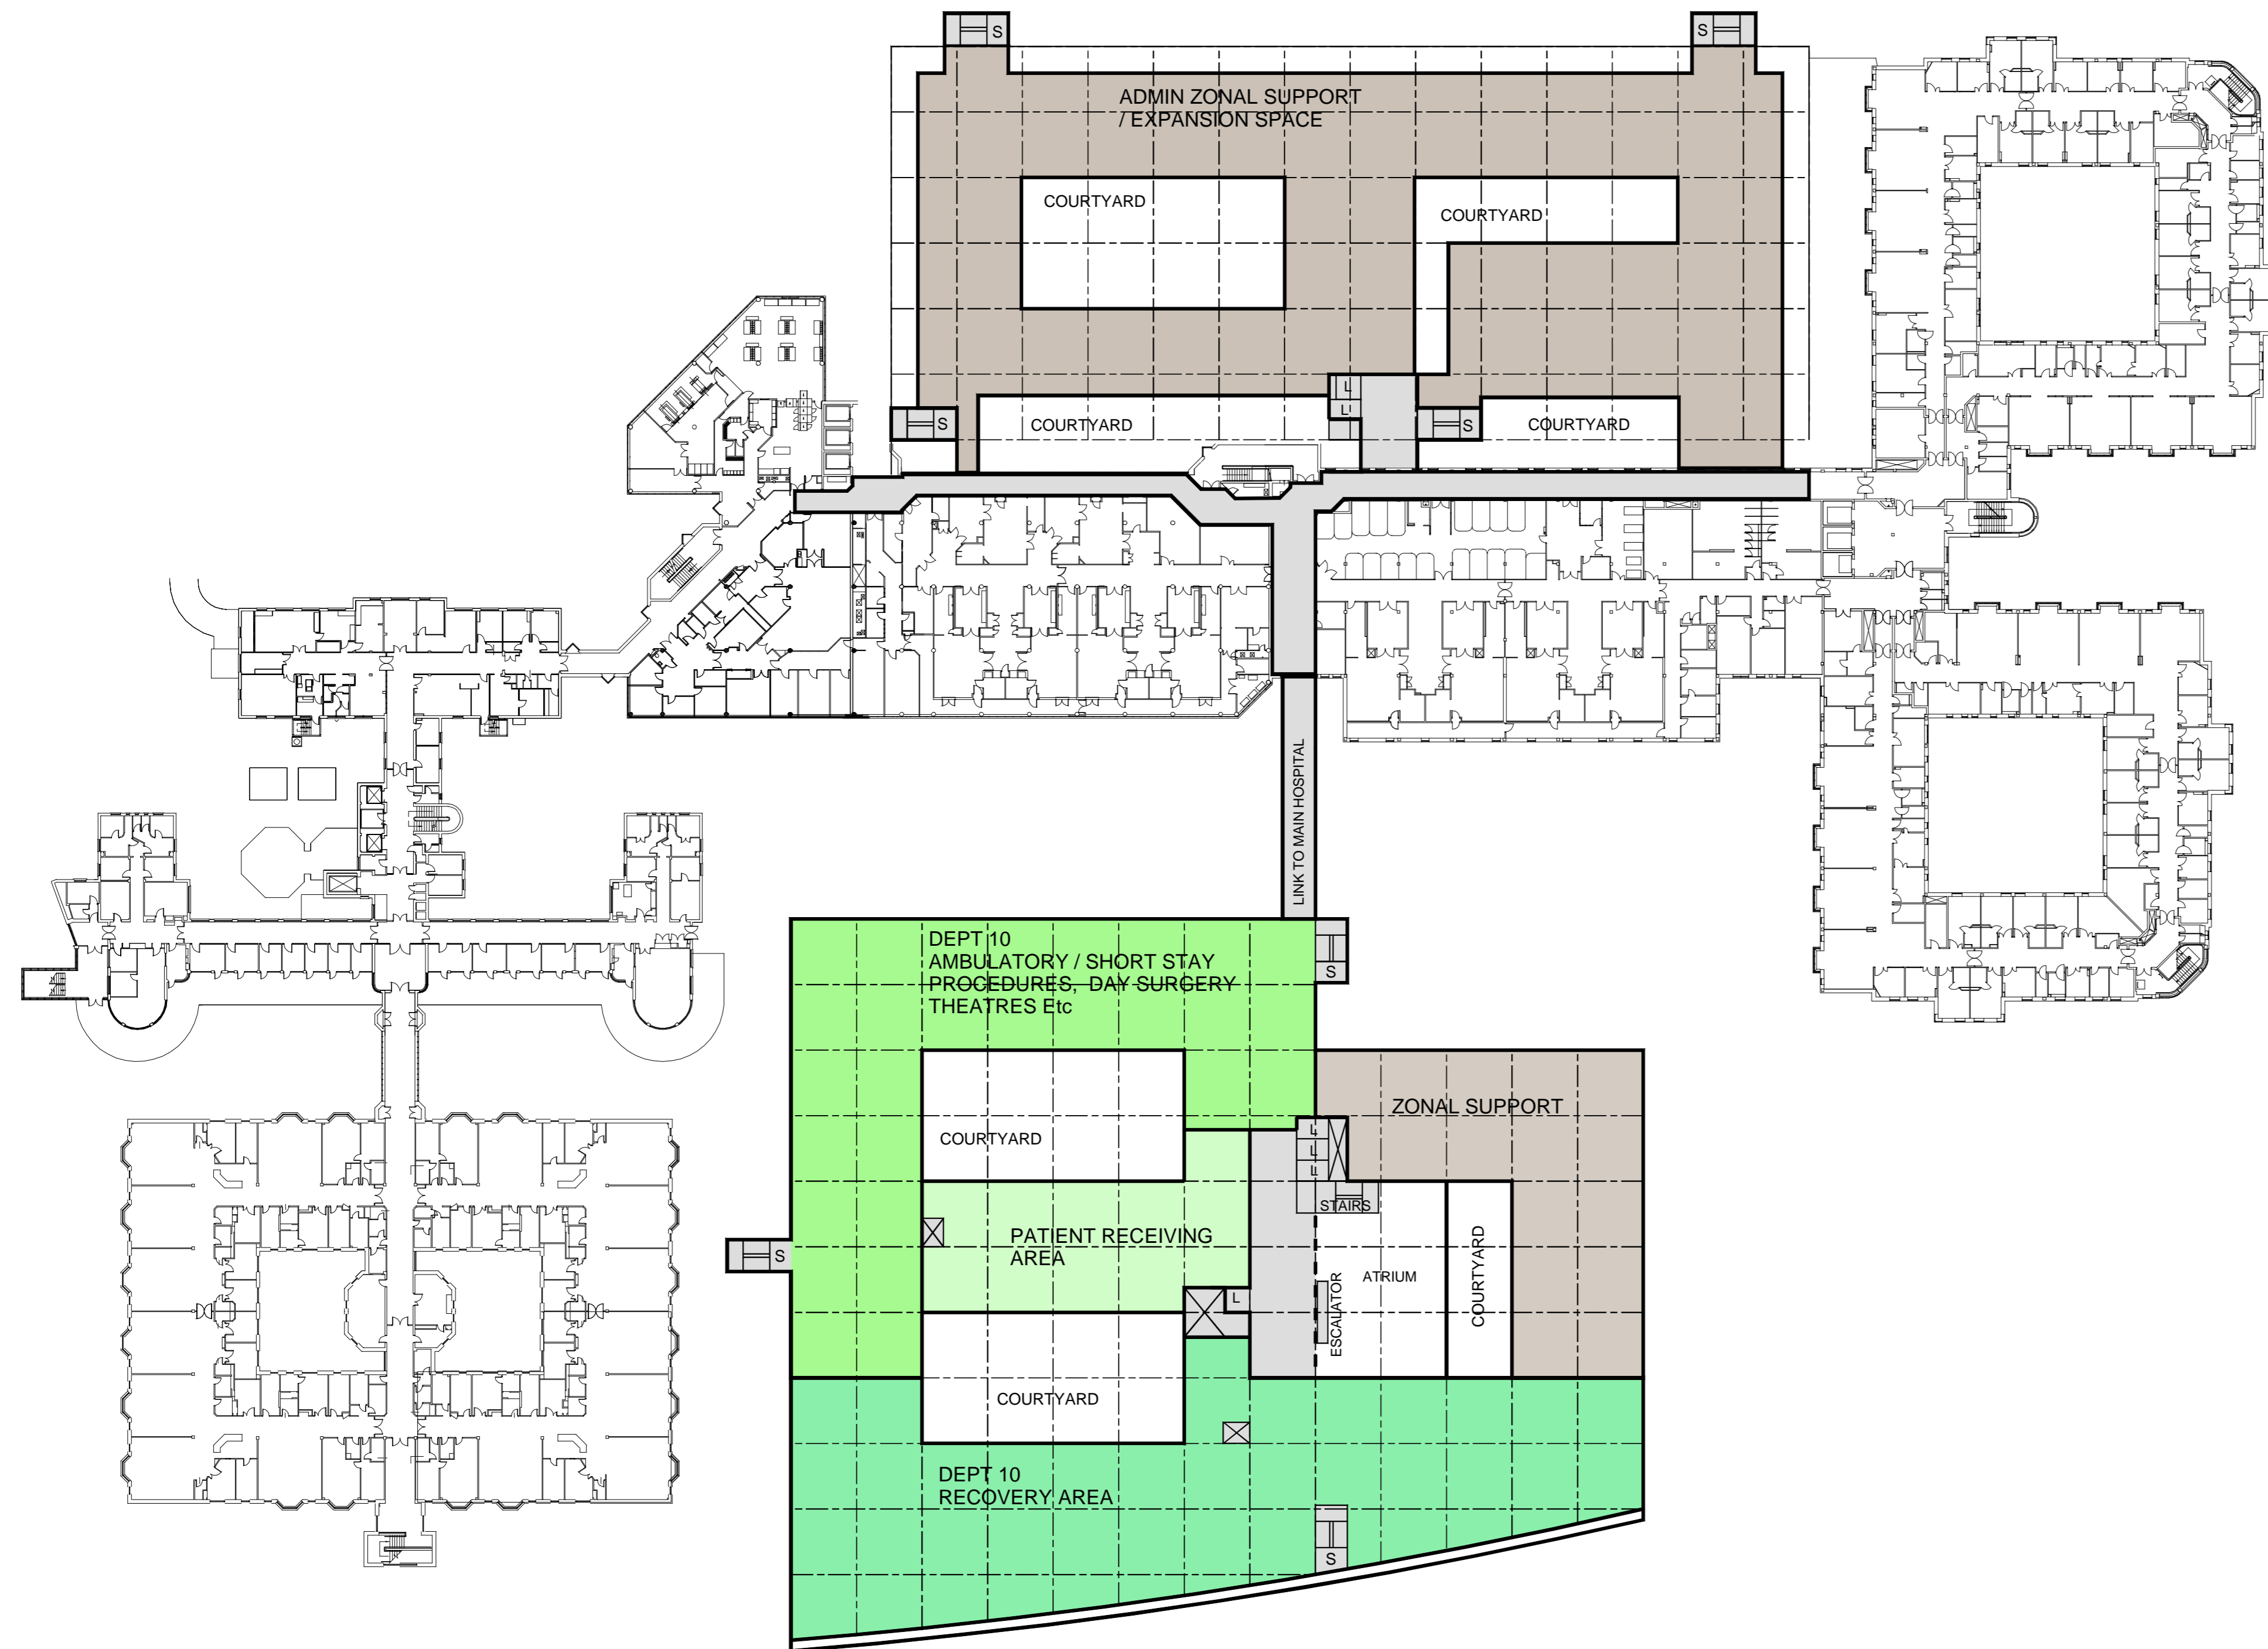 S
S
ADMIN ZONAL SUPPORT
/ EXPANSION SPACE
COURTYARD
COURTYARD
L
L
S
COURTYARD
S
COURTYARD
LINK TO MAIN HOSPITAL
DEPT 10
AMBULATORY / SHORT STAY
PROCEDURES, DAY SURGERY
THEATRES Etc
S
ZONAL SUPPORT
COURTYARD
L
L
L
STAIRS
PATIENT RECEIVING
AREA
S
ATRIUM
COURTYARD
ESCALATOR
L
COURTYARD
DEPT 10
RECOVERY AREA
S